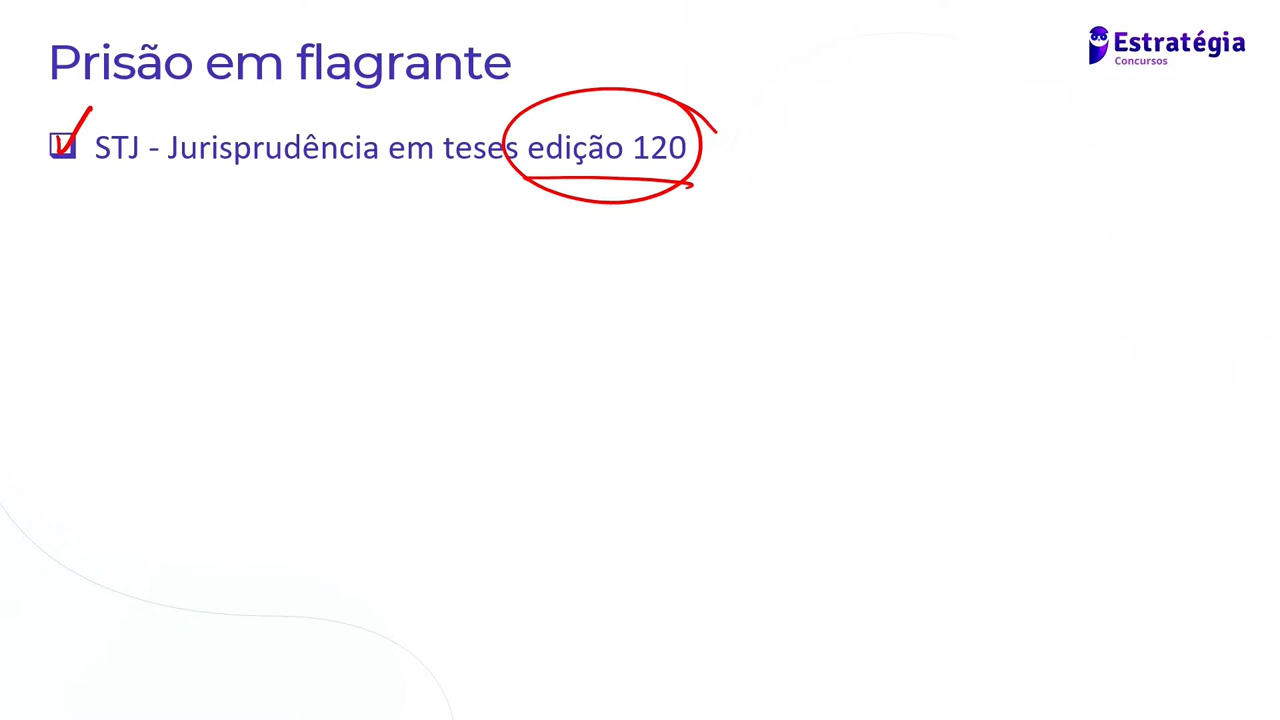 Prisão em flagrante
Estratégia
Concursos
STJ - Jurisprudência em teses edição 120